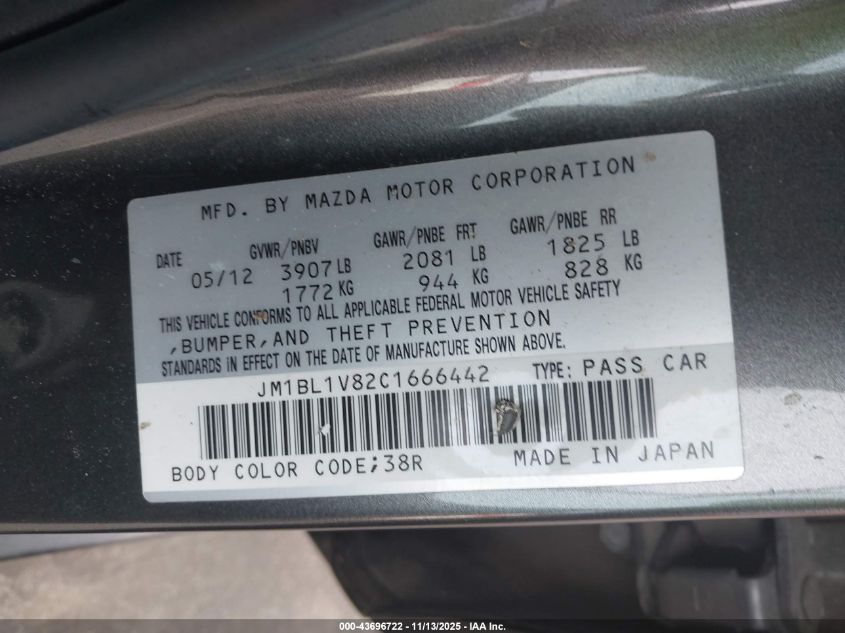 MFD. BY MAZDA MOTOR CORPORATION
DATE GVWR/PNBV GAWR/PNBE FRT GAWR/PNBE RR
05/12 3907 LB 2081 LB 1825 LB
1772 KG 944 KG 828 KG
THIS VEHICLE CONFORMS TO ALL APPLICABLE FEDERAL MOTOR VEHICLE SAFETY
,BUMPER,AND THEFT PREVENTION
STANDARDS IN EFFECT ON THE DATE OF MANUFACTURE SHOWN ABOVE.
JM1BL1V82C1666442 TYPE: PASS CAR
BODY COLOR CODE;38R MADE IN JAPAN
000-43696722 - 11/13/2025 - IAA Inc.